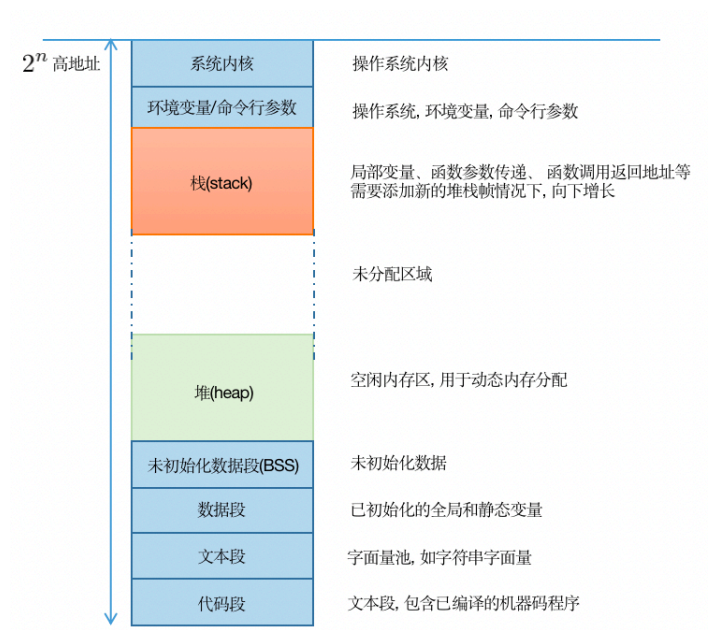 2^n 高地址
系统内核
操作系统内核
环境变量/命令行参数
操作系统, 环境变量, 命令行参数
栈(stack)
局部变量、函数参数传递、 函数调用返回地址等
需要添加新的堆栈帧情况下, 向下增长
未分配区域
堆(heap)
空闲内存区, 用于动态内存分配
未初始化数据段(BSS)
未初始化数据
数据段
已初始化的全局和静态变量
文本段
字面量池, 如字符串字面量
代码段
文本段, 包含已编译的机器码程序